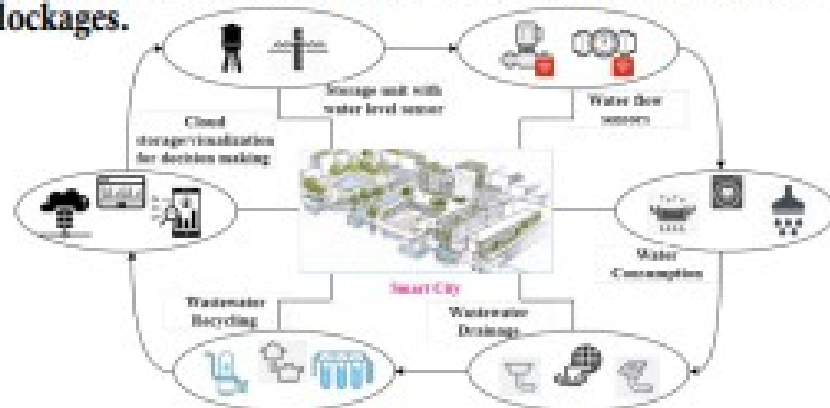 lockages.
Storage unit with
water level sensor
Water flow
sensors
Cloud
storage/visualization
for decision making
Water
Consumption
Smart City
Wastewater
Recycling
Wastewater
Drainage